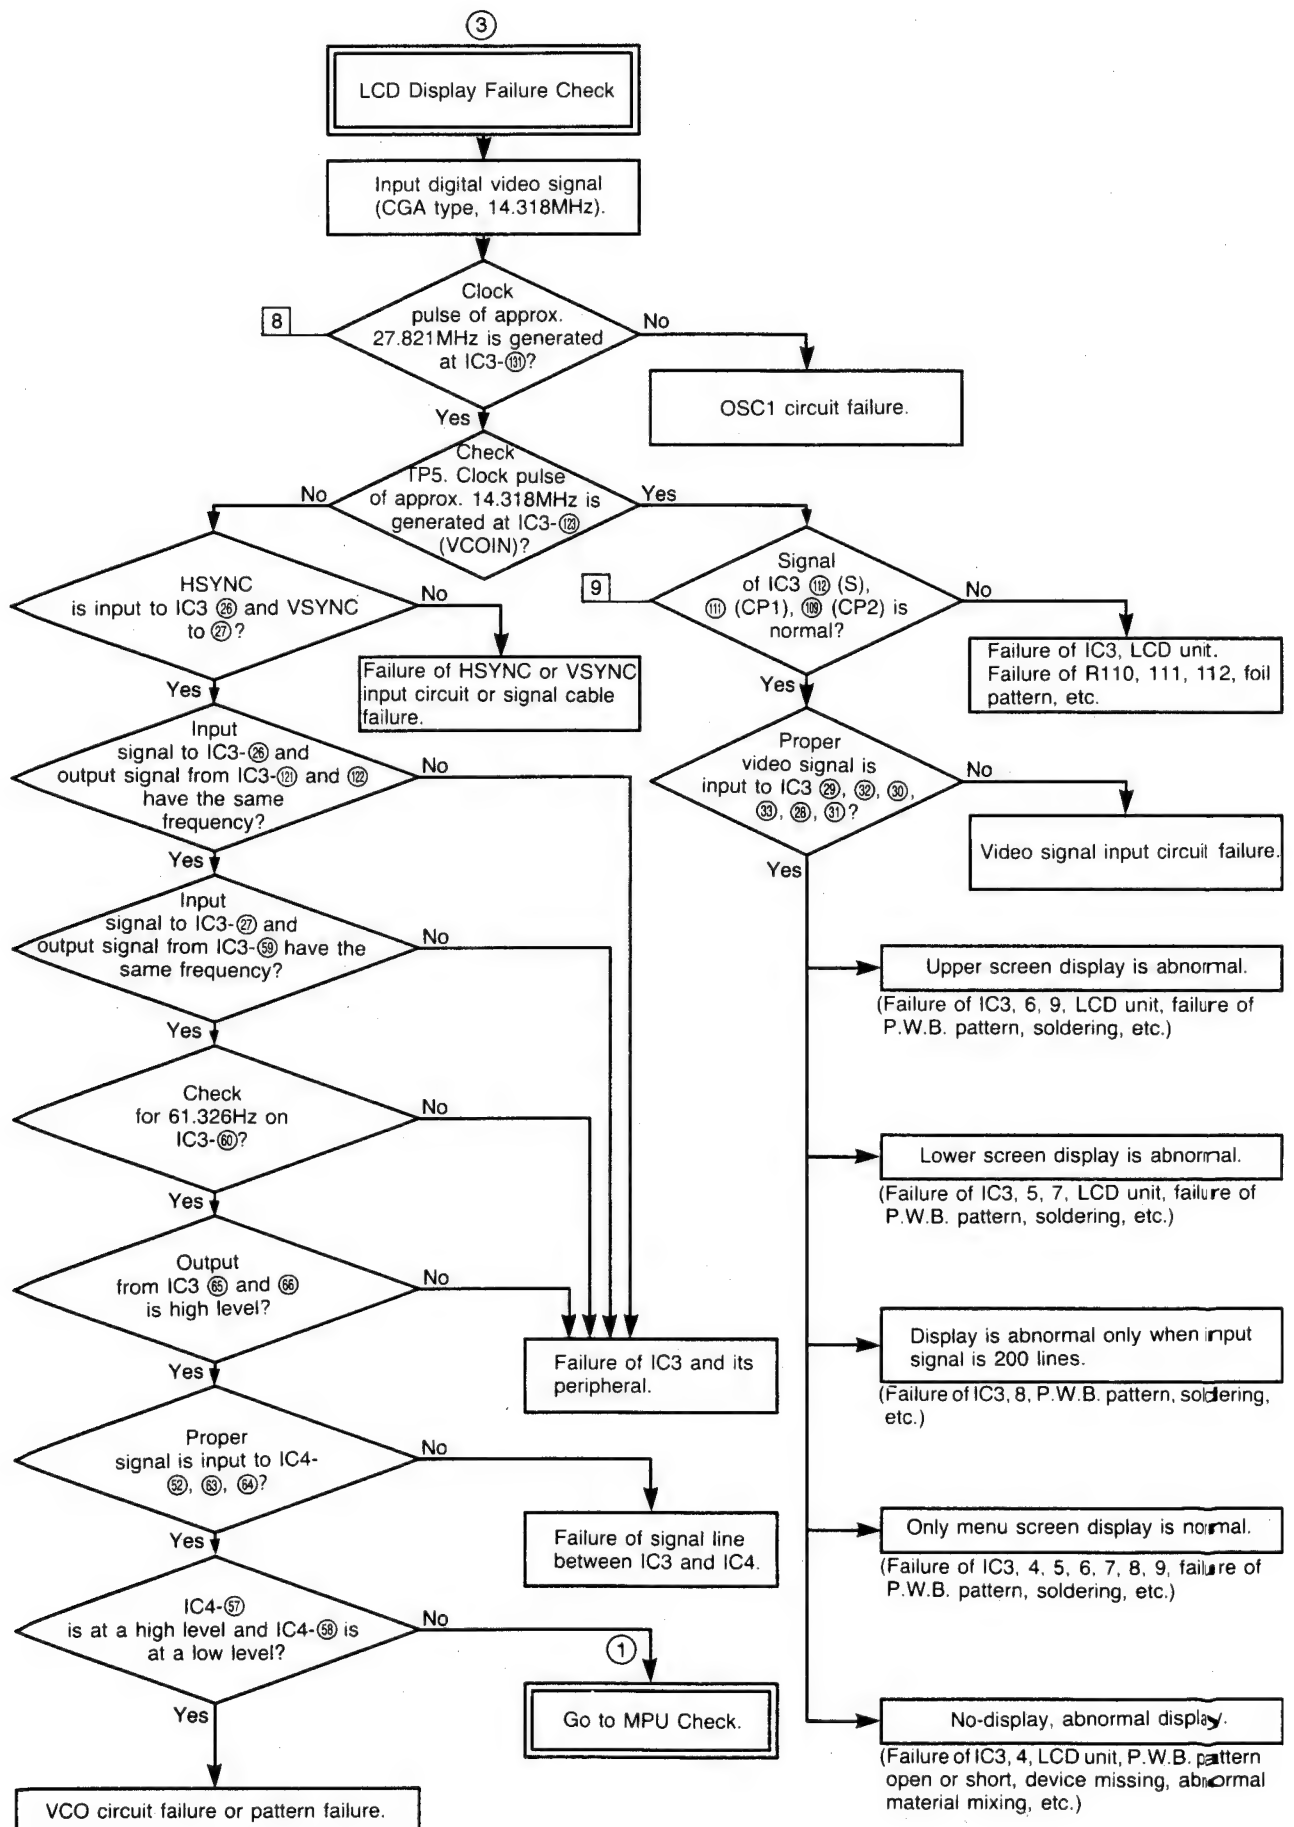 ③
LCD Display Failure Check
Input digital video signal
(CGA type, 14.318MHz).
8
Clock
pulse of approx.
27.821MHz is generated
at IC3-⑬⑪?
No
OSC1 circuit failure.
Yes
Check
TP5. Clock pulse
of approx. 14.318MHz is
generated at IC3-(123)
(VCOIN)?
No
Yes
HSYNC
is input to IC3 ㉖ and VSYNC
to ㉗?
No
Failure of HSYNC or VSYNC
input circuit or signal cable
failure.
Yes
Input
signal to IC3-㉖ and
output signal from IC3-(121) and (122)
have the same
frequency?
No
Yes
Input
signal to IC3-㉗ and
output signal from IC3-(59) have the
same frequency?
No
Yes
Check
for 61.326Hz on
IC3-(60)?
No
Yes
Output
from IC3 (65) and (66)
is high level?
No
Failure of IC3 and its
peripheral.
Yes
Proper
signal is input to IC4-
(52), (63), (64)?
No
Failure of signal line
between IC3 and IC4.
Yes
IC4-(57)
is at a high level and IC4-(58) is
at a low level?
No
①
Go to MPU Check.
Yes
VCO circuit failure or pattern failure.
9
Signal
of IC3 (112) (S),
(111) (CP1), (109) (CP2) is
normal?
No
Failure of IC3, LCD unit.
Failure of R110, 111, 112, foil
pattern, etc.
Yes
Proper
video signal is
input to IC3 ㉙, ㉜, ㉚,
㉝, ㉘, ㉛?
No
Video signal input circuit failure.
Yes
Upper screen display is abnormal.
(Failure of IC3, 6, 9, LCD unit, failure of
P.W.B. pattern, soldering, etc.)
Lower screen display is abnormal.
(Failure of IC3, 5, 7, LCD unit, failure of
P.W.B. pattern, soldering, etc.)
Display is abnormal only when input
signal is 200 lines.
(Failure of IC3, 8, P.W.B. pattern, soldering,
etc.)
Only menu screen display is normal.
(Failure of IC3, 4, 5, 6, 7, 8, 9, failure of
P.W.B. pattern, soldering, etc.)
No-display, abnormal display.
(Failure of IC3, 4, LCD unit, P.W.B. pattern
open or short, device missing, abnormal
material mixing, etc.)